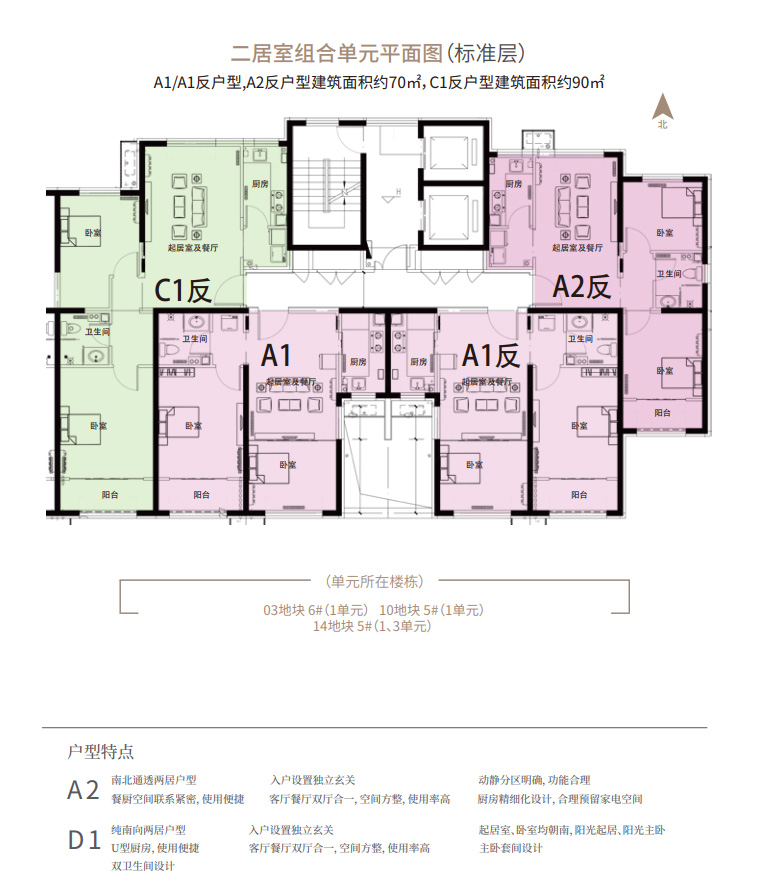 二居室组合单元平面图(标准层)
A1/A1反户型,A2反户型建筑面积约70㎡, C1反户型建筑面积约90㎡
北
厨房
厨房
卧室
起居室及餐厅
H
起居室及餐厅
卧室
卫生间
C1反
A2反
卫生间
卫生间
卫生间
A1
A1反
厨房
厨房
起居室及餐厅
起居室及餐厅
卧室
卧室
卧室
卧室
阳台
卧室
卧室
阳台
阳台
阳台
(单元所在楼栋)
03地块 6#(1单元) 10地块 5#(1单元)
14地块 5#(1、3单元)
户型特点
A2
南北通透两居户型
入户设置独立玄关
动静分区明确, 功能合理
餐厨空间联系紧密, 使用便捷
客厅餐厅双厅合一, 空间方整, 使用率高
厨房精细化设计, 合理预留家电空间
D1
纯南向两居户型
入户设置独立玄关
起居室、卧室均朝南, 阳光起居、阳光主卧
U型厨房, 使用便捷
客厅餐厅双厅合一, 空间方整, 使用率高
主卧套间设计
双卫生间设计